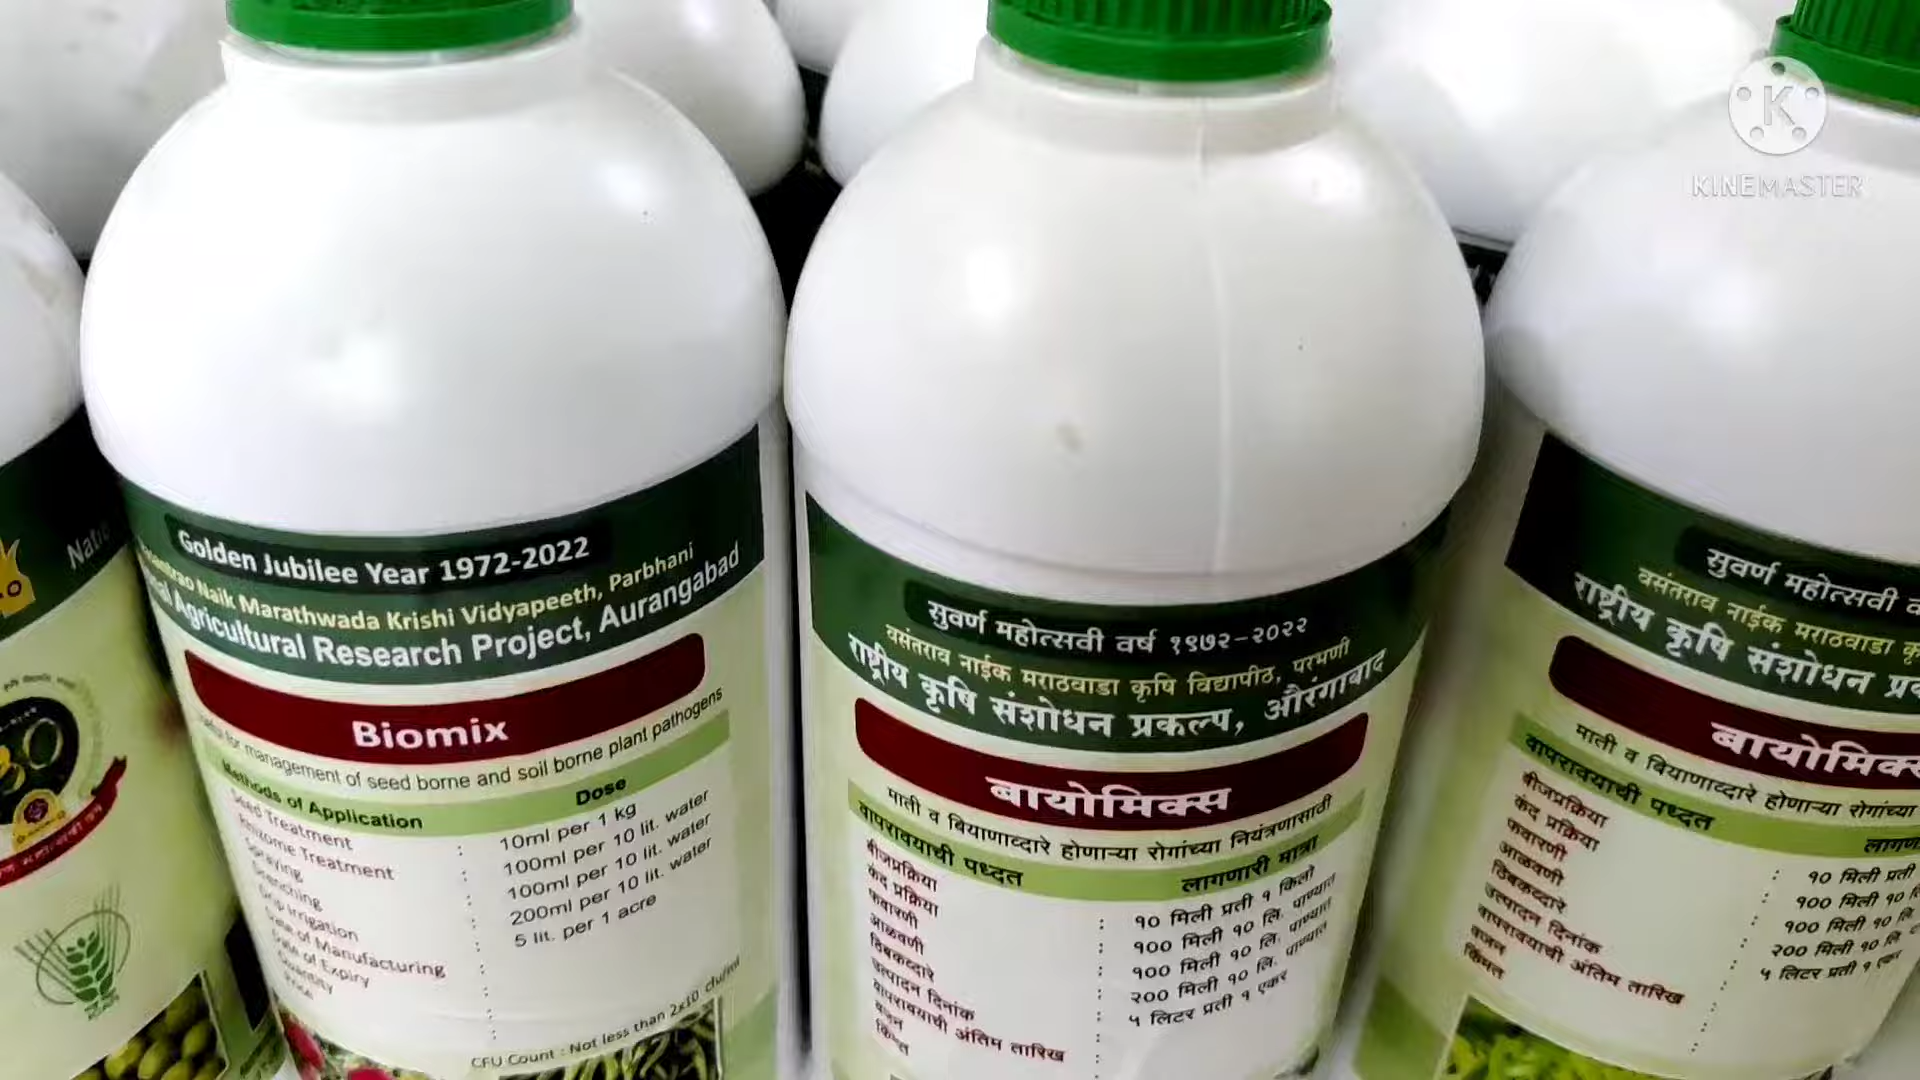 KINEMASTER
Golden Jubilee Year 1972-2022
Naik Marathwada Krishi Vidyapeeth, Parbhani
Agricultural Research Project, Aurangabad
Biomix
for management of seed borne and soil borne plant pathogens
Methods of Application Dose
Seed Treatment : 10ml per 1 kg
Rhizome Treatment : 100ml per 10 lit. water
Spraying : 100ml per 10 lit. water
Drenching : 200ml per 10 lit. water
Drip Irrigation : 5 lit. per 1 acre
Date of Manufacturing :
Date of Expiry :
Quantity :
CFU Count : Not less than 2x10 cfu/ml
सुवर्ण महोत्सवी वर्ष १९७२-२०२२
वसंतराव नाईक मराठवाडा कृषि विद्यापीठ, परभणी
राष्ट्रीय कृषि संशोधन प्रकल्प, औरंगाबाद
बायोमिक्स
माती व बियाणाव्दारे होणाऱ्या रोगांच्या नियंत्रणासाठी
वापरावयाची पध्दत लागणारी मात्रा
बीजप्रक्रिया : १० मिली प्रती १ किलो
कंद प्रक्रिया : १०० मिली १० लि. पाण्यात
फवारणी : १०० मिली १० लि. पाण्यात
आळवणी : २०० मिली १० लि. पाण्यात
ठिबकव्दारे : ५ लिटर प्रती १ एकर
उत्पादन दिनांक :
वापरावयाची अंतिम तारिख :
वजन :
किंमत :
सुवर्ण महोत्सवी
वसंतराव नाईक मराठवाडा
राष्ट्रीय कृषि संशोधन
बायोमिक्स
माती व बियाणाव्दारे होणाऱ्या रोगांच्या
वापरावयाची पध्दत
बीजप्रक्रिया : १० मिली प्रती
कंद प्रक्रिया : १०० मिली १०
फवारणी : १०० मिली १० लि.
आळवणी : २०० मिली १० लि.
ठिबकव्दारे : ५ लिटर प्रती १ एकर
उत्पादन दिनांक :
वापरावयाची अंतिम तारिख :
वजन :
किंमत :